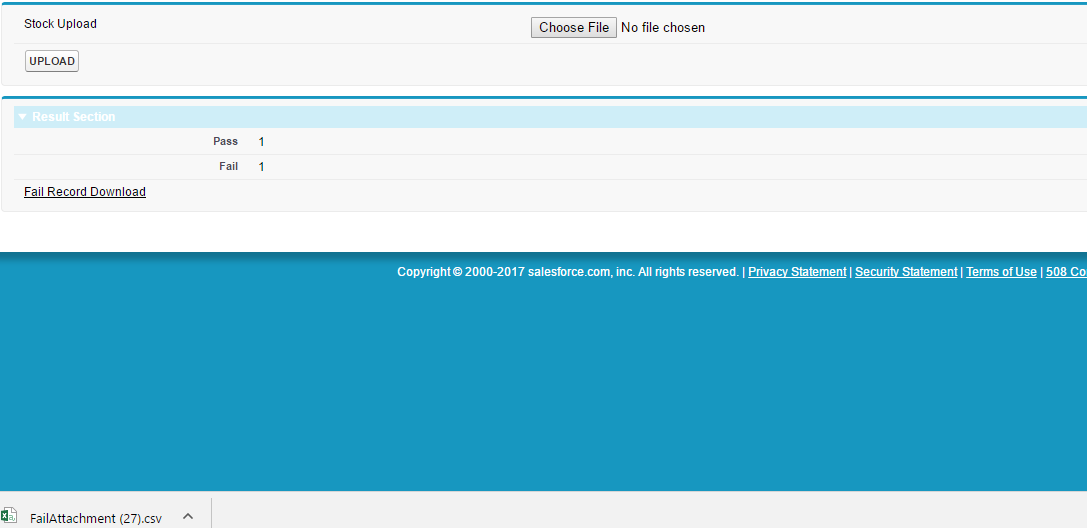 Stock Upload
Choose File No file chosen
UPLOAD
Result Section
Pass 1
Fail 1
Fail Record Download
Copyright © 2000-2017 salesforce.com, inc. All rights reserved. | Privacy Statement | Security Statement | Terms of Use | 508 Co
FailAttachment (27).csv